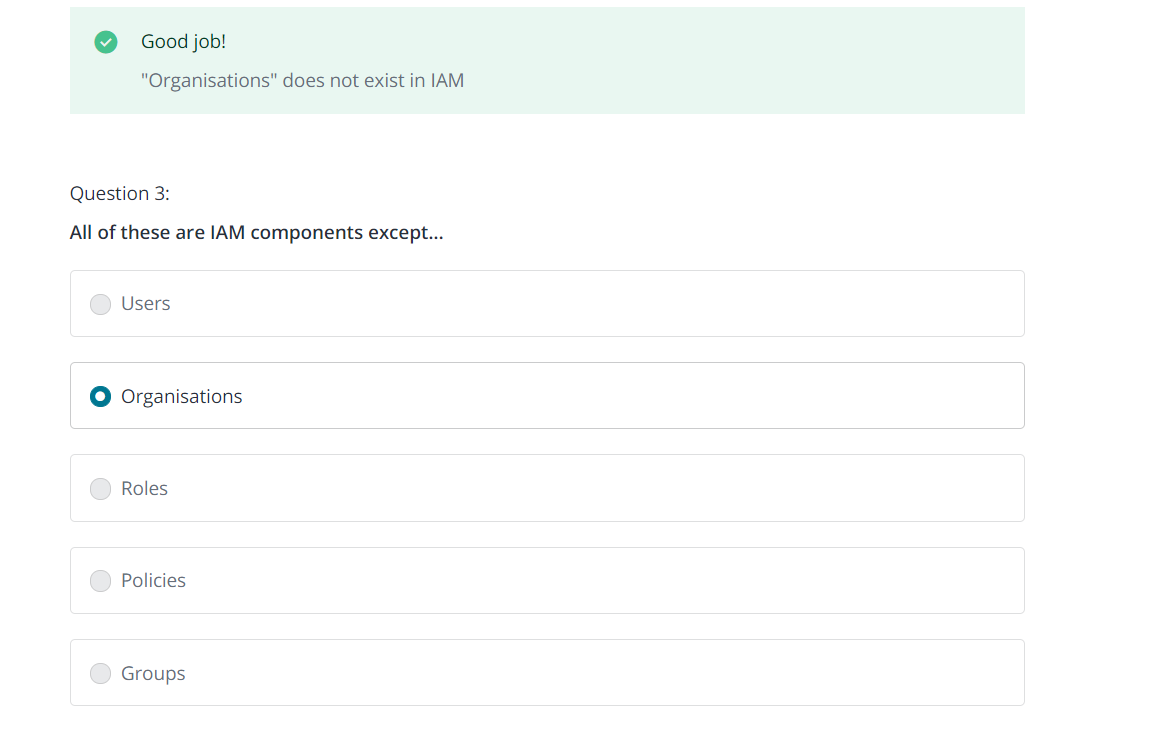 Good job!
"Organisations" does not exist in IAM
Question 3:
All of these are IAM components except...
Users
Organisations
Roles
Policies
Groups